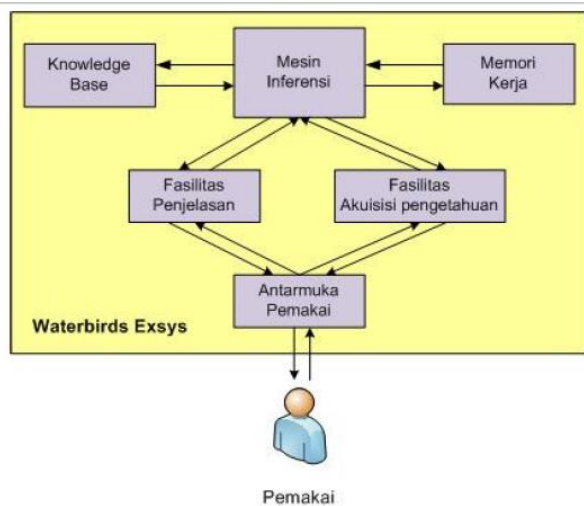 Knowledge
Base
Mesin
Inferensi
Memori
Kerja
Fasilitas
Penjelasan
Fasilitas
Akuisisi pengetahuan
Antarmuka
Pemakai
Waterbirds Exsys
Pemakai